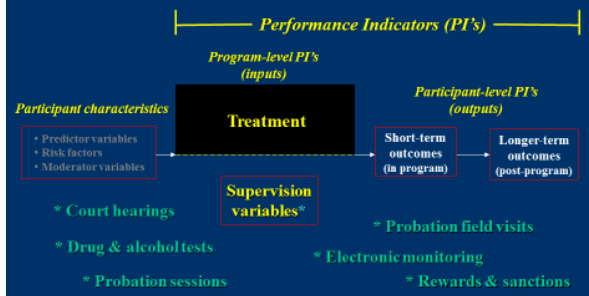 Performance Indicators (PI's)
Program-level PI's
(inputs)
Participant characteristics
Participant-level PI's
(outputs)
• Predictor variables
• Risk factors
• Moderator variables
Treatment
Short-term
outcomes
(in program)
Longer-term
outcomes
(post-program)
Supervision
variables*
* Court hearings
* Probation field visits
* Drug & alcohol tests
* Electronic monitoring
* Probation sessions
* Rewards & sanctions